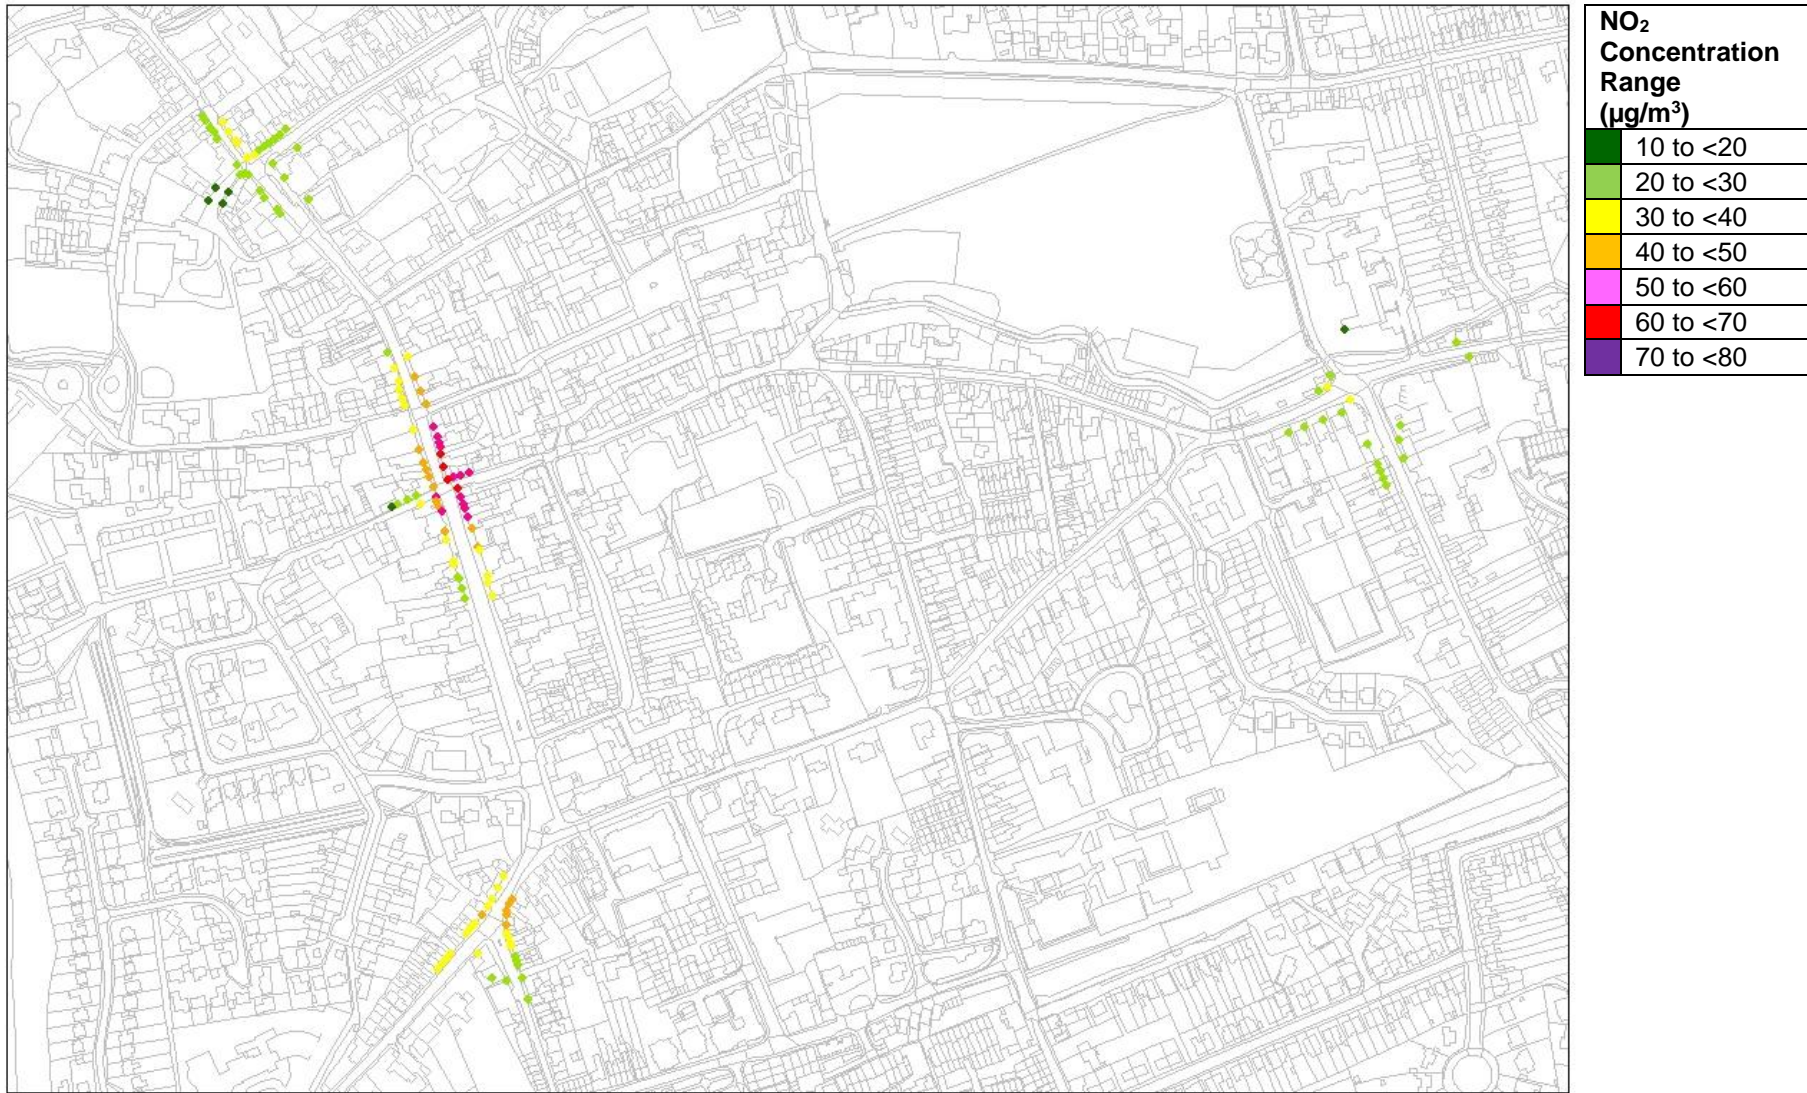 NO₂
Concentration
Range
(µg/m³)
10 to <20
20 to <30
30 to <40
40 to <50
50 to <60
60 to <70
70 to <80